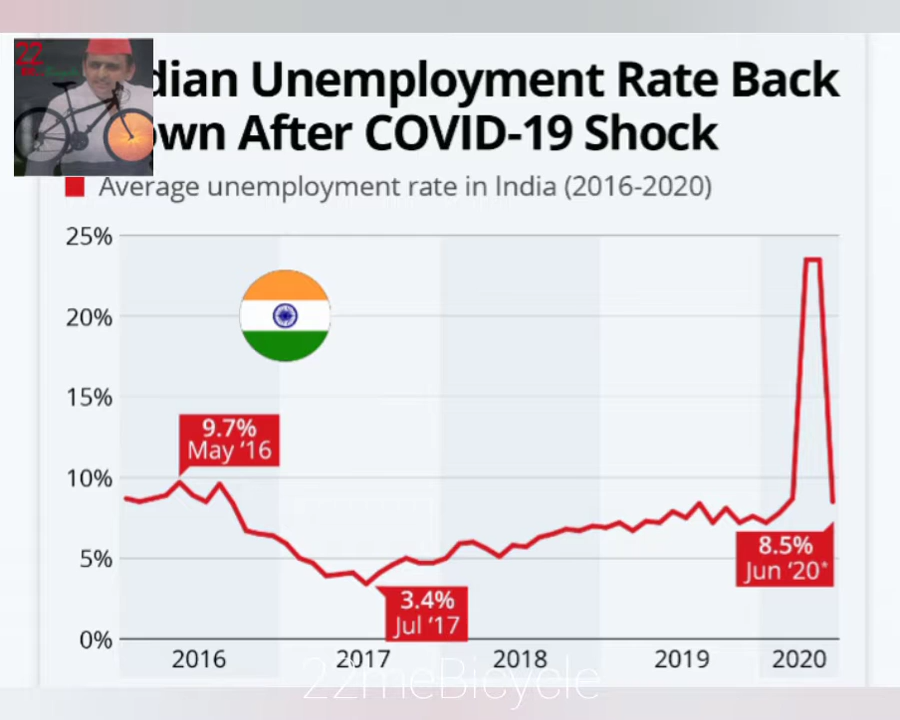 22
dian Unemployment Rate Back
own After COVID-19 Shock
Average unemployment rate in India (2016-2020)
25%
20%
15%
9.7%
May ‘16
10%
8.5%
Jun ‘20*
5%
3.4%
Jul ‘17
0%
2016 2017 2018 2019 2020
22meBicycle